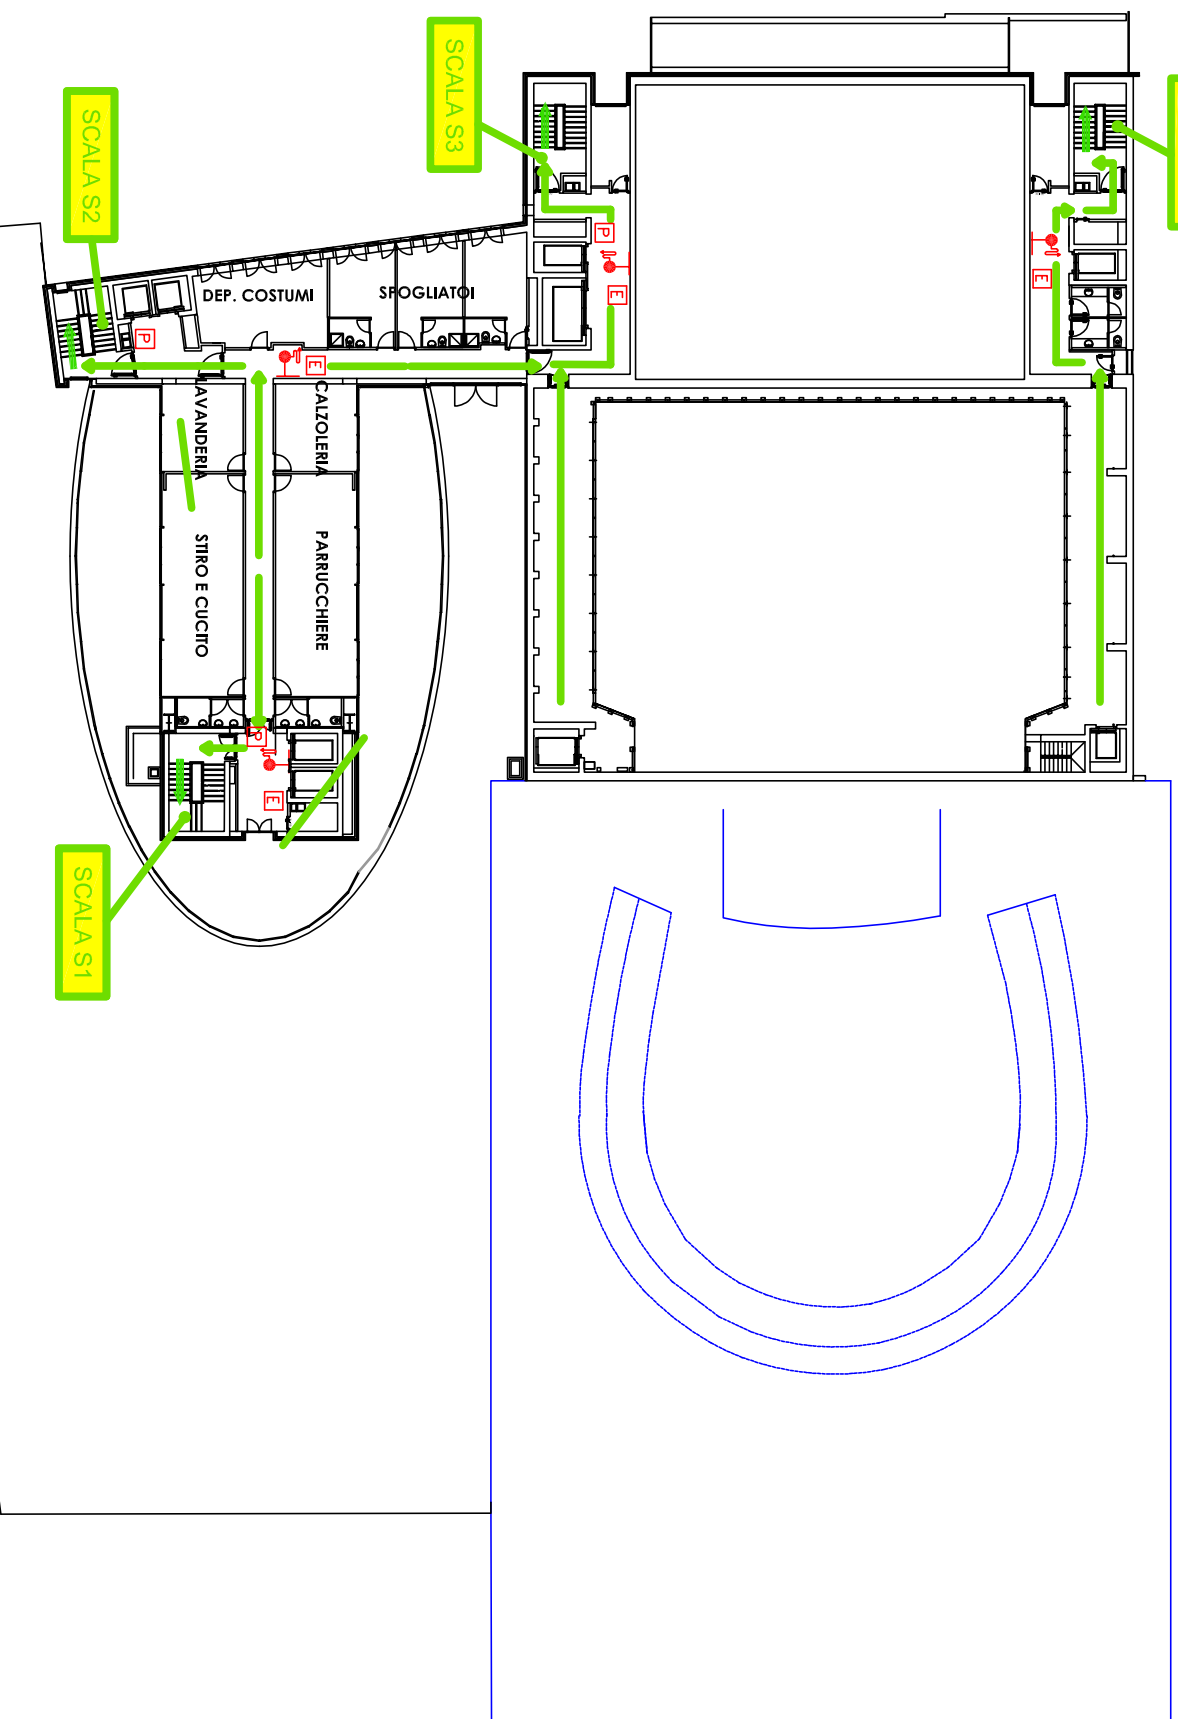 SCALA S3
SCALA S2
P
E
E
DEP. COSTUMI
SPOGLIATOI
P
E
LAVANDERIA
CALZOLERIA
STIRO E CUCITO
PARRUCCHIERE
P
E
SCALA S1